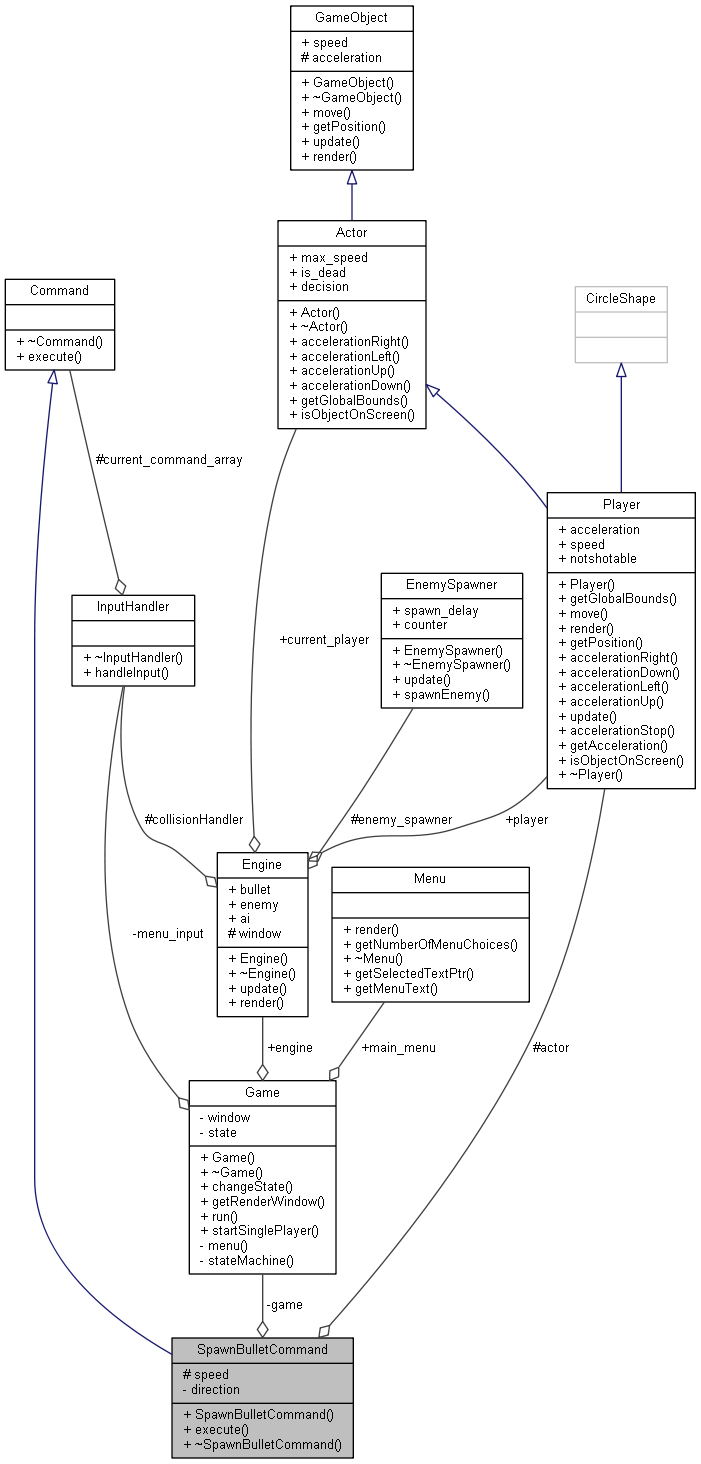 GameObject
+ speed
# acceleration
+ GameObject()
+ ~GameObject()
+ move()
+ getPosition()
+ update()
+ render()
Actor
+ max_speed
+ is_dead
+ decision
+ Actor()
+ ~Actor()
+ accelerationRight()
+ accelerationLeft()
+ accelerationUp()
+ accelerationDown()
+ getGlobalBounds()
+ isObjectOnScreen()
Command
+ ~Command()
+ execute()
CircleShape
#current_command_array
Player
+ acceleration
+ speed
+ notshotable
+ Player()
+ getGlobalBounds()
+ move()
+ render()
+ getPosition()
+ accelerationRight()
+ accelerationDown()
+ accelerationLeft()
+ accelerationUp()
+ update()
+ accelerationStop()
+ getAcceleration()
+ isObjectOnScreen()
+ ~Player()
EnemySpawner
+ spawn_delay
+ counter
+ EnemySpawner()
+ ~EnemySpawner()
+ update()
+ spawnEnemy()
InputHandler
+ ~InputHandler()
+ handleInput()
+current_player
#collisionHandler
#enemy_spawner
+player
Engine
+ bullet
+ enemy
+ ai
# window
+ Engine()
+ ~Engine()
+ update()
+ render()
Menu
+ render()
+ getNumberOfMenuChoices()
+ ~Menu()
+ getSelectedTextPtr()
+ getMenuText()
-menu_input
+engine
+main_menu
#actor
Game
- window
- state
+ Game()
+ ~Game()
+ changeState()
+ getRenderWindow()
+ run()
+ startSinglePlayer()
- menu()
- stateMachine()
-game
SpawnBulletCommand
# speed
- direction
+ SpawnBulletCommand()
+ execute()
+ ~SpawnBulletCommand()